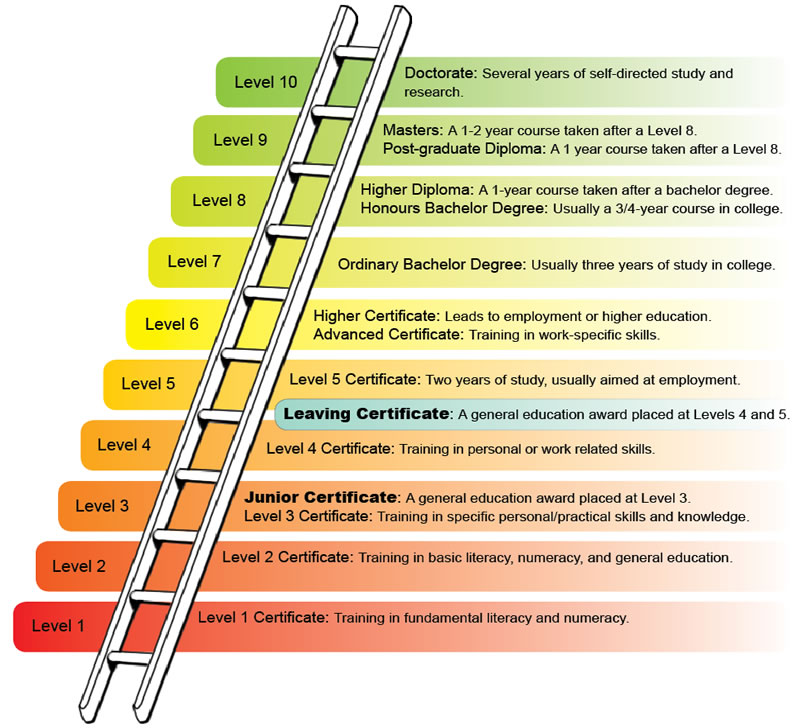 Level 10
Doctorate: Several years of self-directed study and
research.
Level 9
Masters: A 1-2 year course taken after a Level 8.
Post-graduate Diploma: A 1 year course taken after a Level 8.
Level 8
Higher Diploma: A 1-year course taken after a bachelor degree.
Honours Bachelor Degree: Usually a 3/4-year course in college.
Level 7
Ordinary Bachelor Degree: Usually three years of study in college.
Level 6
Higher Certificate: Leads to employment or higher education.
Advanced Certificate: Training in work-specific skills.
Level 5
Level 5 Certificate: Two years of study, usually aimed at employment.
Leaving Certificate: A general education award placed at Levels 4 and 5.
Level 4
Level 4 Certificate: Training in personal or work related skills.
Level 3
Junior Certificate: A general education award placed at Level 3.
Level 3 Certificate: Training in specific personal/practical skills and knowledge.
Level 2
Level 2 Certificate: Training in basic literacy, numeracy, and general education.
Level 1
Level 1 Certificate: Training in fundamental literacy and numeracy.